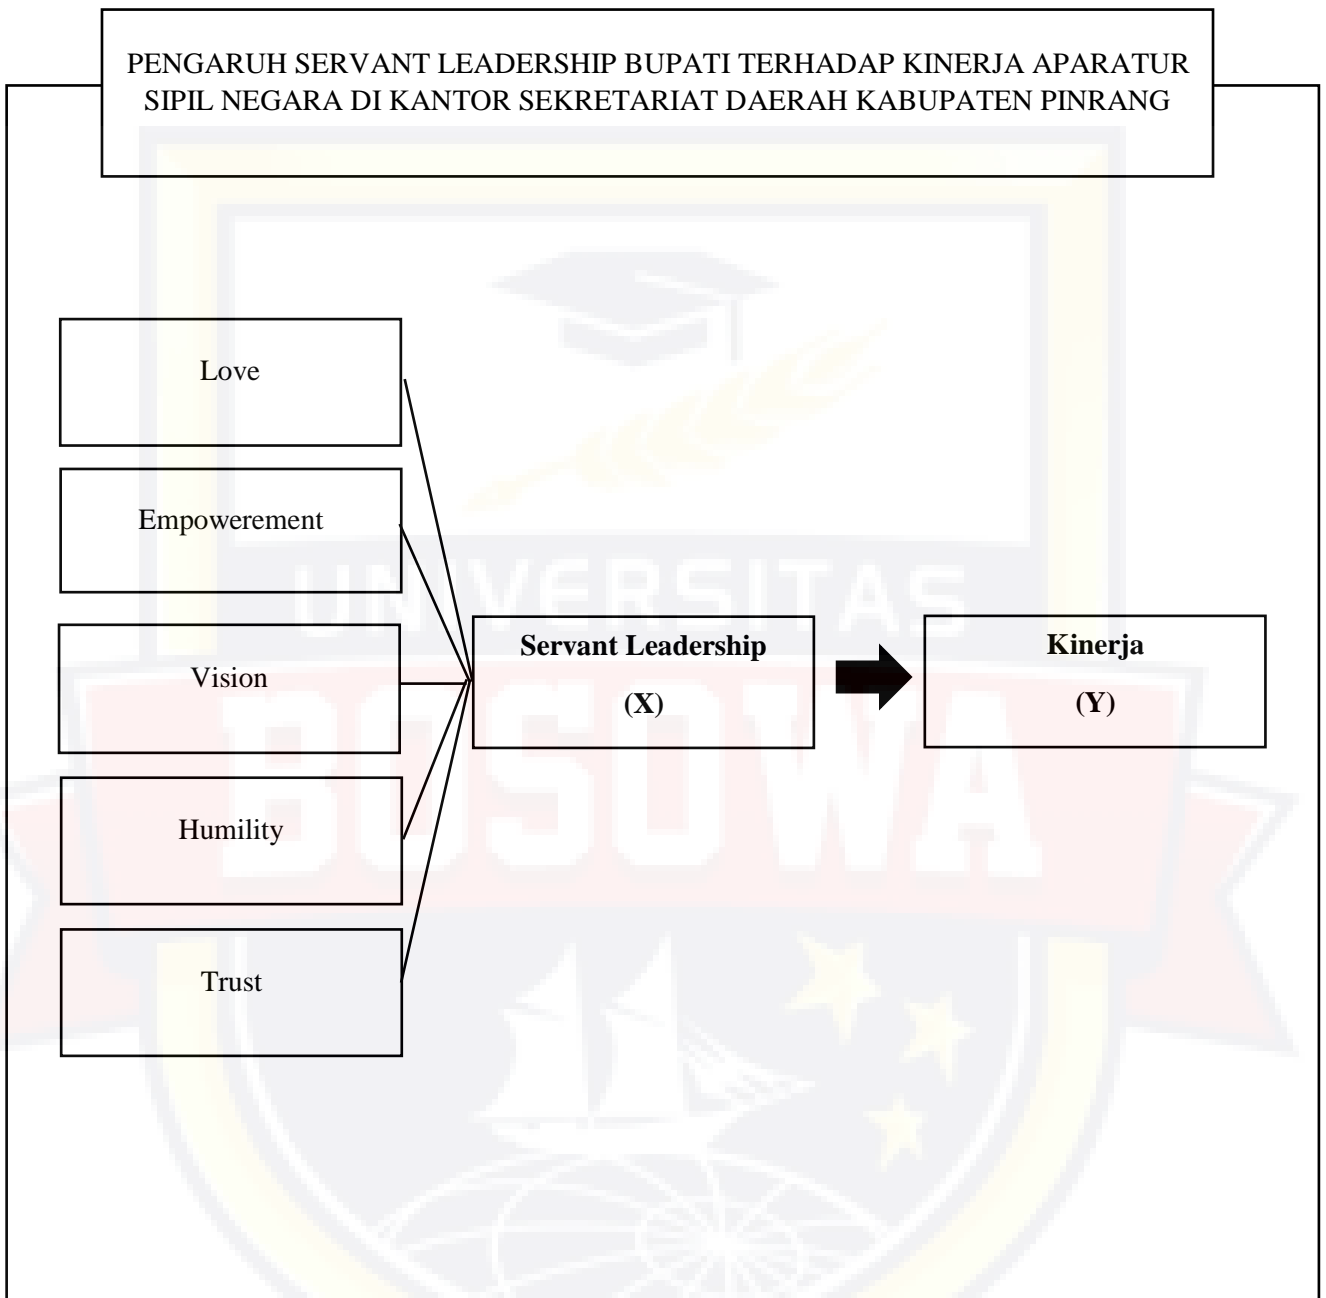 PENGARUH SERVANT LEADERSHIP BUPATI TERHADAP KINERJA APARATUR
SIPIL NEGARA DI KANTOR SEKRETARIAT DAERAH KABUPATEN PINRANG
Love
Empowerement
Vision
Humility
Trust
Servant Leadership
(X)
Kinerja
(Y)
UNIVERSITAS
BOSOWA